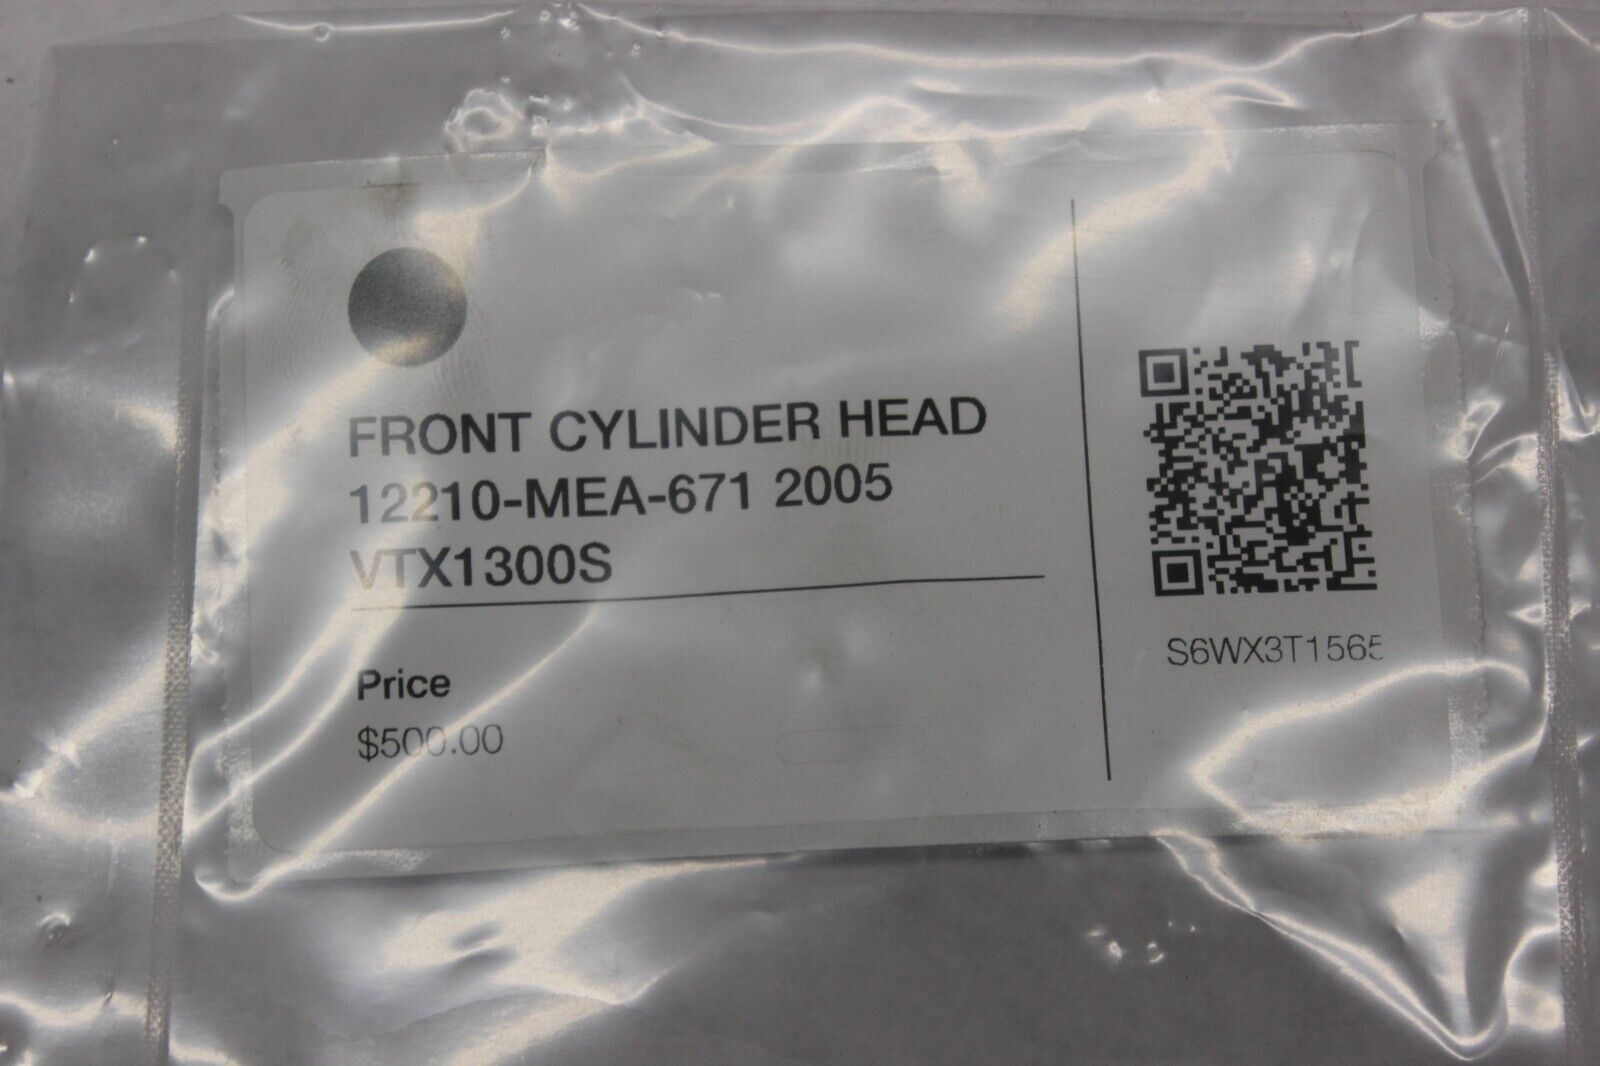 FRONT CYLINDER HEAD
12210-MEA-671 2005
VTX1300S
Price
$500.00
S6WX3T1565